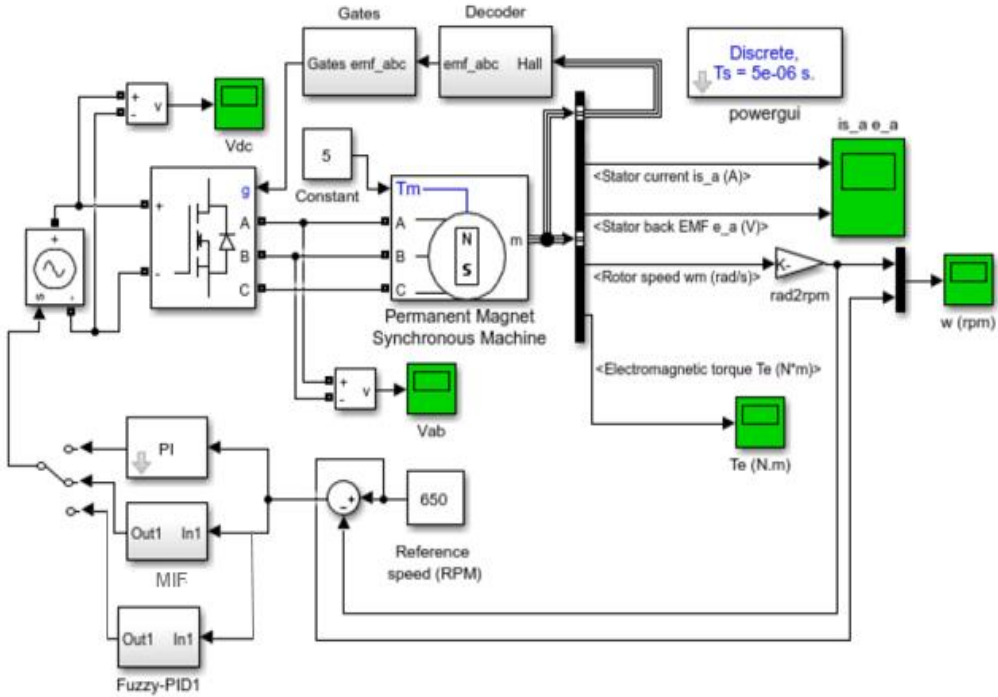 Gates
Decoder
Gates emf_abc
emf_abc
Hall
Discrete,
Ts = 5e-06 s.
powergui
is_a e_a
+
-
v
Vdc
5
Constant
g
+
-
A
B
C
Tm
A
B
C
N
S
m
Permanent Magnet
Synchronous Machine
<Stator current is_a (A)>
<Stator back EMF e_a (V)>
<Rotor speed wm (rad/s)>
K-
rad2rpm
w (rpm)
<Electromagnetic torque Te (N*m)>
Te (N.m)
+
s
-
+
-
v
Vab
PI
Out1
In1
MIF
Out1
In1
Fuzzy-PID1
+
-
650
Reference
speed (RPM)